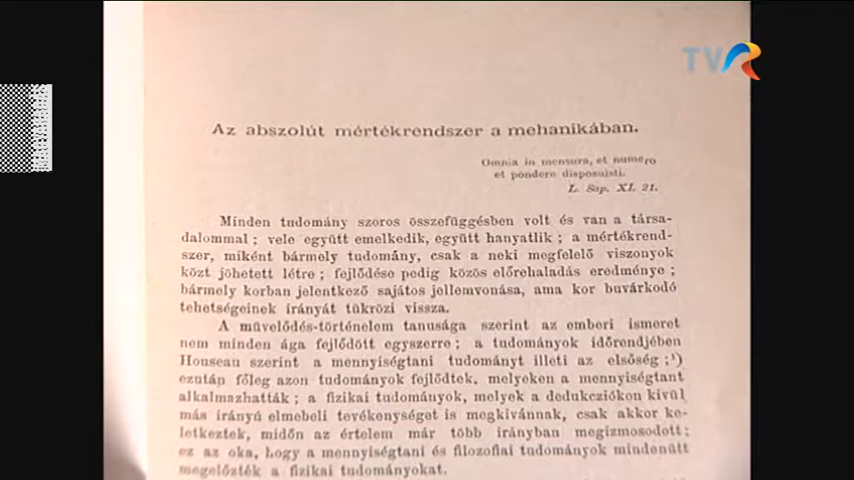 TVR
Az abszolút mértékrendszer a mehanikában.
Omnia in mensura, et numero
et pondere disposuisti.
L. Sap. XI. 21.
Minden tudomány szoros összefüggésben volt és van a társa-
dalommal; vele együtt emelkedik, együtt hanyatlik; a mértékrend-
szer, miként bármely tudomány, csak a neki megfelelő viszonyok
közt jöhetett létre; fejlődése pedig közös előrehaladás eredménye;
bármely korban jelentkező sajátos jellemvonása, ama kor buvárkodó
tehetségeinek irányát tükrözi vissza.
A művelődés-történelem tanusága szerint az emberi ismeret
nem minden ága fejlődött egyszerre; a tudományok időrendjében
Houseau szerint a mennyiségtani tudományt illeti az elsőség;¹)
ezután főleg azon tudományok fejlődtek, melyeken a mennyiségtant
alkalmazhatták; a fizikai tudományok, melyek a dedukcziókon kivül
más irányú elmebeli tevékenységet is megkivánnak, csak akkor ke-
letkeztek, midőn az értelem már több irányban megizmosodott;
ez az oka, hogy a mennyiségtani és filozofiai tudományok mindenütt
megelőzték a fizikai tudományokat.